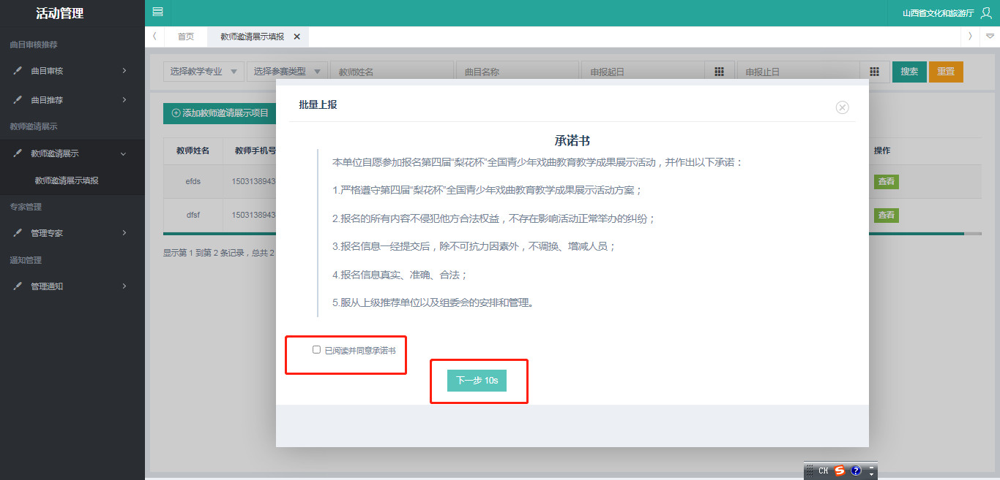 活动管理
山西省文化和旅游厅
首页
教师邀请展示填报
曲目审核推荐
曲目审核
曲目推荐
教师邀请展示
教师邀请展示
教师邀请展示填报
专家管理
管理专家
通知管理
管理通知
选择教学专业
选择参赛类型
教师姓名
曲目名称
申报起日
申报止日
搜索
重置
添加教师邀请展示项目
教师姓名
教师手机号
操作
efds
1503138943
查看
dfsf
1503138943
查看
显示第 1 到第 2 条记录，总共 2
批量上报
承诺书
本单位自愿参加报名第四届“梨花杯”全国青少年戏曲教育教学成果展示活动，并作出以下承诺：
1.严格遵守第四届“梨花杯”全国青少年戏曲教育教学成果展示活动方案；
2.报名的所有内容不侵犯他方合法权益，不存在影响活动正常举办的纠纷；
3.报名信息一经提交后，除不可抗力因素外，不调换、增减人员；
4.报名信息真实、准确、合法；
5.服从上级推荐单位以及组委会的安排和管理。
已阅读并同意承诺书
下一步 10s
CH